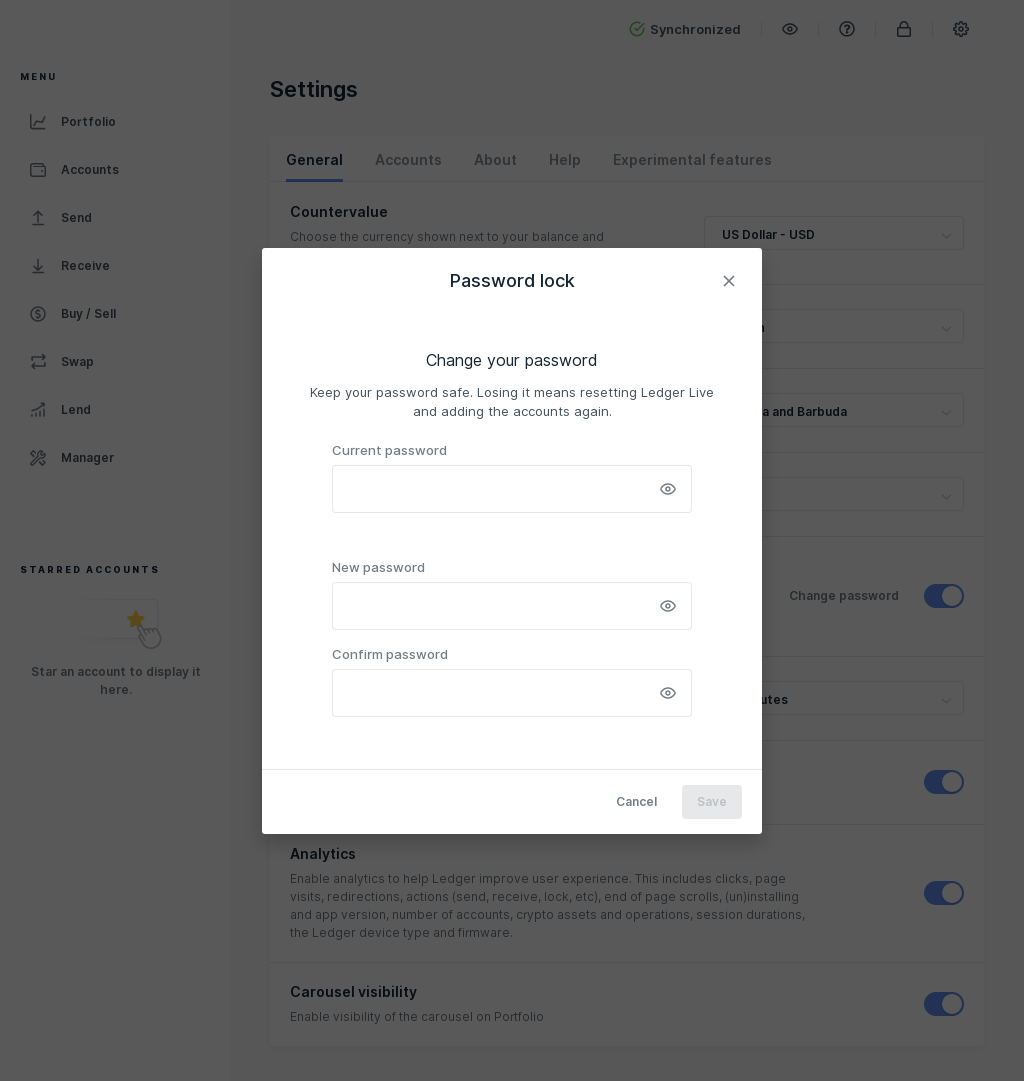 Synchronized
MENU
Portfolio
Accounts
Send
Receive
Buy / Sell
Swap
Lend
Manager
STARRED ACCOUNTS
Star an account to display it
here.
Settings
General
Accounts
About
Help
Experimental features
Countervalue
Choose the currency shown next to your balance and
US Dollar - USD
and Barbuda
Change password
Password lock
Change your password
Keep your password safe. Losing it means resetting Ledger Live
and adding the accounts again.
Current password
New password
Confirm password
Cancel
Save
Analytics
Enable analytics to help Ledger improve user experience. This includes clicks, page
visits, redirections, actions (send, receive, lock, etc), end of page scrolls, (un)installing
and app version, number of accounts, crypto assets and operations, session durations,
the Ledger device type and firmware.
Carousel visibility
Enable visibility of the carousel on Portfolio